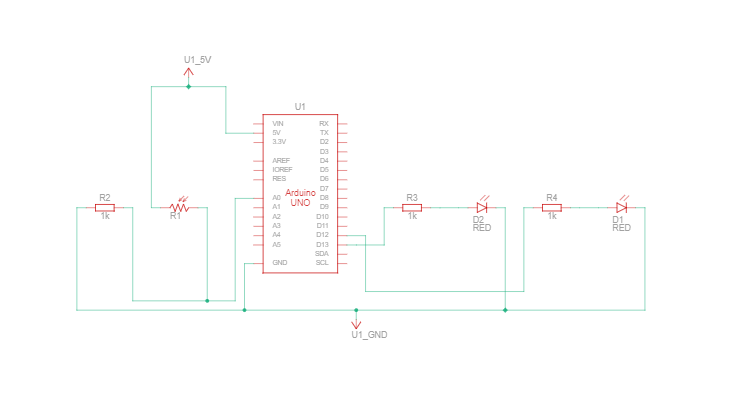 U1_5V
U1
VIN
5V
3.3V
AREF
IOREF
RES
A0
A1
A2
A3
A4
A5
GND
Arduino
UNO
RX
TX
D2
D3
D4
D5
D6
D7
D8
D9
D10
D11
D12
D13
SDA
SCL
R2
1k
R1
R3
1k
D2
RED
R4
1k
D1
RED
U1_GND